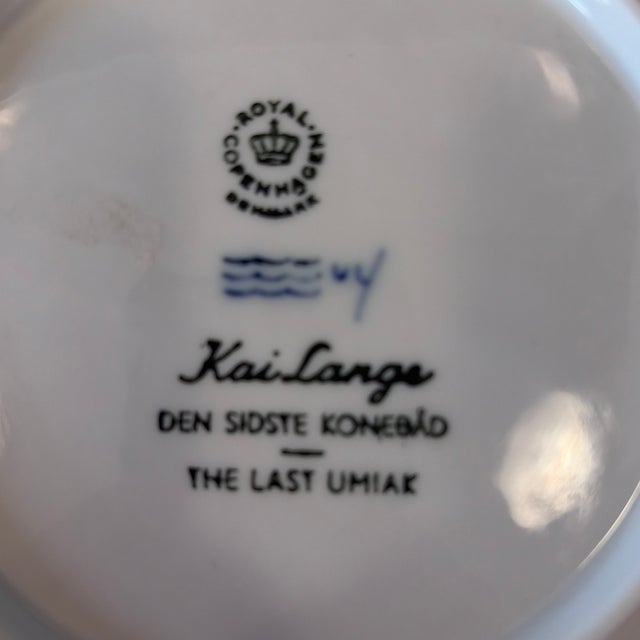 ROYAL COPENHAGEN
DENMARK
Kai Lange
DEN SIDSTE KONEBÅD
THE LAST UMIAK